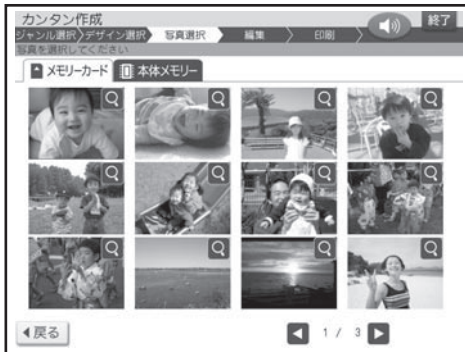 カンタン作成
終了
ジャンル選択 デザイン選択 写真選択 編集 印刷
写真を選択してください
メモリーカード 本体メモリー
戻る 1 / 3